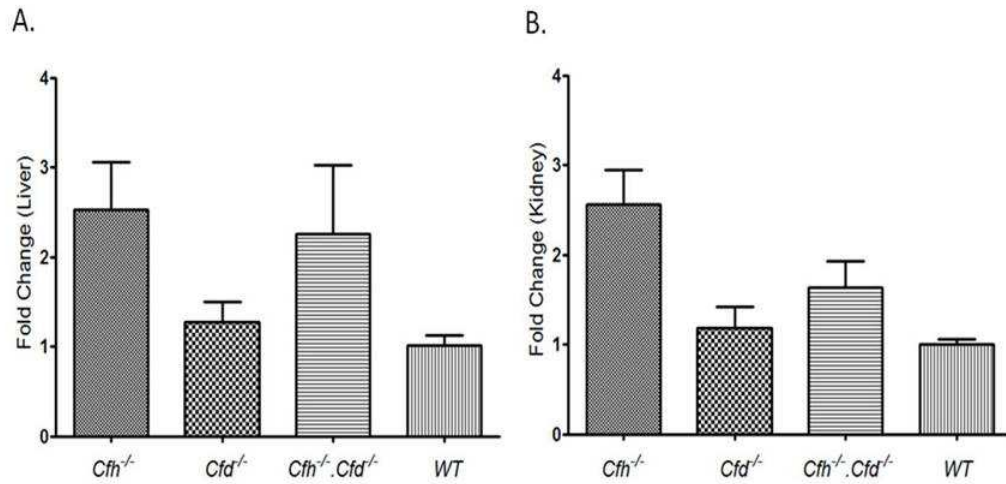 A.
Fold Change (Liver)
4
3
2
1
0
Cfh⁻/⁻
Cfd⁻/⁻
Cfh⁻/⁻.Cfd⁻/⁻
WT
B.
Fold Change (Kidney)
4
3
2
1
0
Cfh⁻/⁻
Cfd⁻/⁻
Cfh⁻/⁻.Cfd⁻/⁻
WT